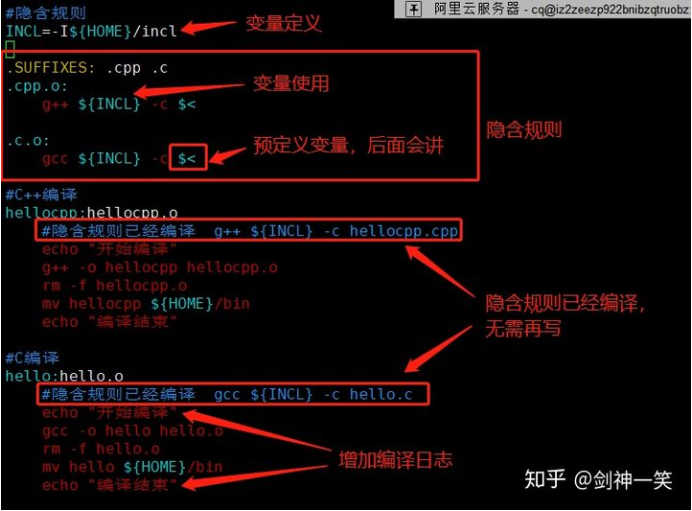 #隐含规则
INCL=-I${HOME}/incl
变量定义
阿里云服务器 - cq@iz2zeezp922bnibzqtruobz
.SUFFIXES: .cpp .c
.cpp.o:
变量使用
g++ ${INCL} -c $<
隐含规则
.c.o:
预定义变量，后面会讲
gcc ${INCL} -c $<
#C++编译
hellocpp:hellocpp.o
#隐含规则已经编译 g++ ${INCL} -c hellocpp.cpp
echo "开始编译"
g++ -o hellocpp hellocpp.o
rm -f hellocpp.o
mv hellocpp ${HOME}/bin
echo "编译结束"
隐含规则已经编译，
无需再写
#C编译
hello:hello.o
#隐含规则已经编译 gcc ${INCL} -c hello.c
echo "开始编译"
gcc -o hello hello.o
rm -f hello.o
mv hello ${HOME}/bin
echo "编译结束"
增加编译日志
知乎 @剑神一笑